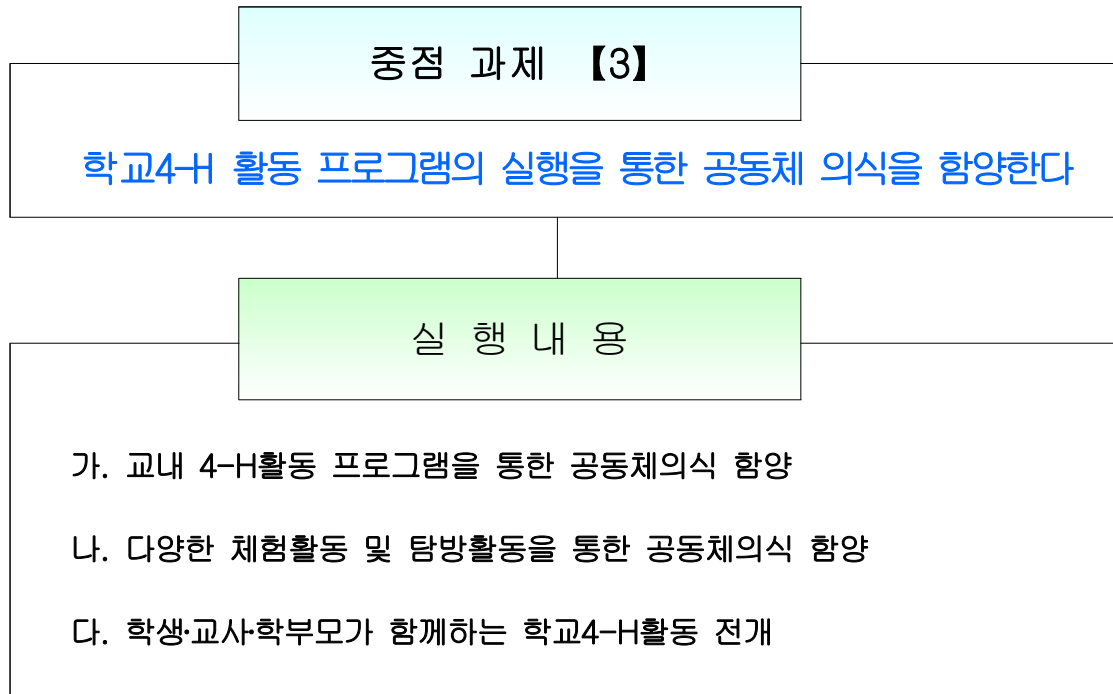 중점 과제 【3】
학교4-H 활동 프로그램의 실행을 통한 공동체 의식을 함양한다
실 행 내 용
가. 교내 4-H활동 프로그램을 통한 공동체의식 함양
나. 다양한 체험활동 및 탐방활동을 통한 공동체의식 함양
다. 학생·교사·학부모가 함께하는 학교4-H활동 전개